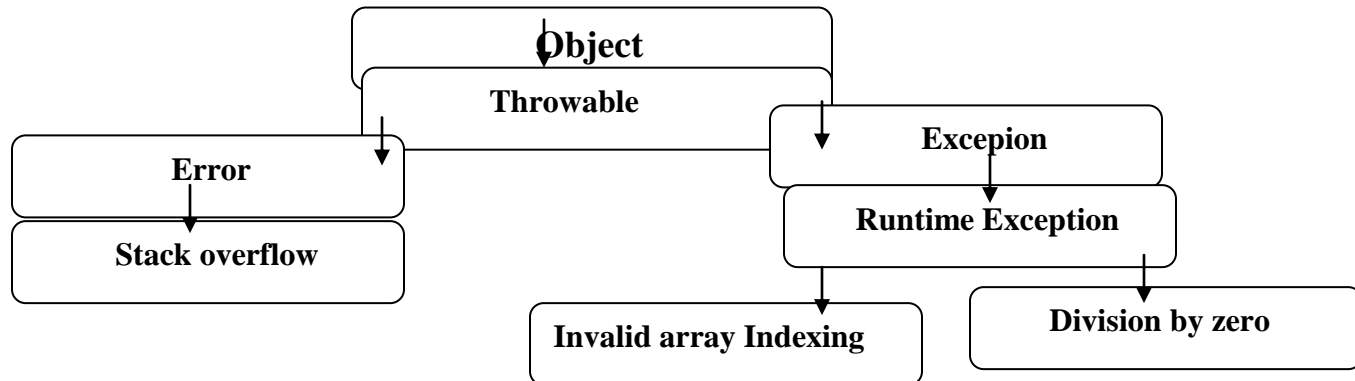 Object
Throwable
Excepion
Error
Runtime Exception
Stack overflow
Invalid array Indexing
Division by zero